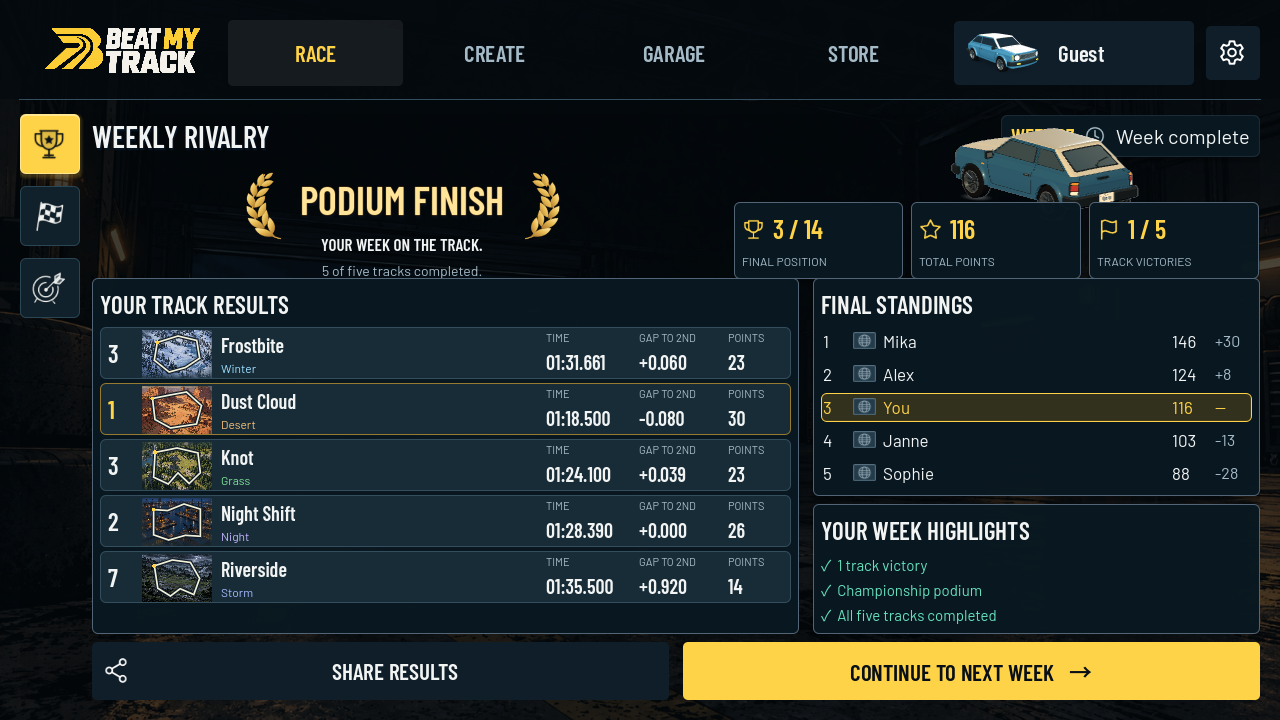 BEAT MY
TRACK
RACE
CREATE
GARAGE
STORE
Guest
WEEKLY RIVALRY
Week complete
PODIUM FINISH
YOUR WEEK ON THE TRACK.
5 of five tracks completed.
3 / 14
FINAL POSITION
116
TOTAL POINTS
1 / 5
TRACK VICTORIES
YOUR TRACK RESULTS
3 Frostbite Winter TIME 01:31.661 GAP TO 2ND +0.060 POINTS 23
1 Dust Cloud Desert TIME 01:18.500 GAP TO 2ND -0.080 POINTS 30
3 Knot Grass TIME 01:24.100 GAP TO 2ND +0.039 POINTS 23
2 Night Shift Night TIME 01:28.390 GAP TO 2ND +0.000 POINTS 26
7 Riverside Storm TIME 01:35.500 GAP TO 2ND +0.920 POINTS 14
FINAL STANDINGS
1 Mika 146 +30
2 Alex 124 +8
3 You 116 –
4 Janne 103 -13
5 Sophie 88 -28
YOUR WEEK HIGHLIGHTS
✓ 1 track victory
✓ Championship podium
✓ All five tracks completed
SHARE RESULTS
CONTINUE TO NEXT WEEK →